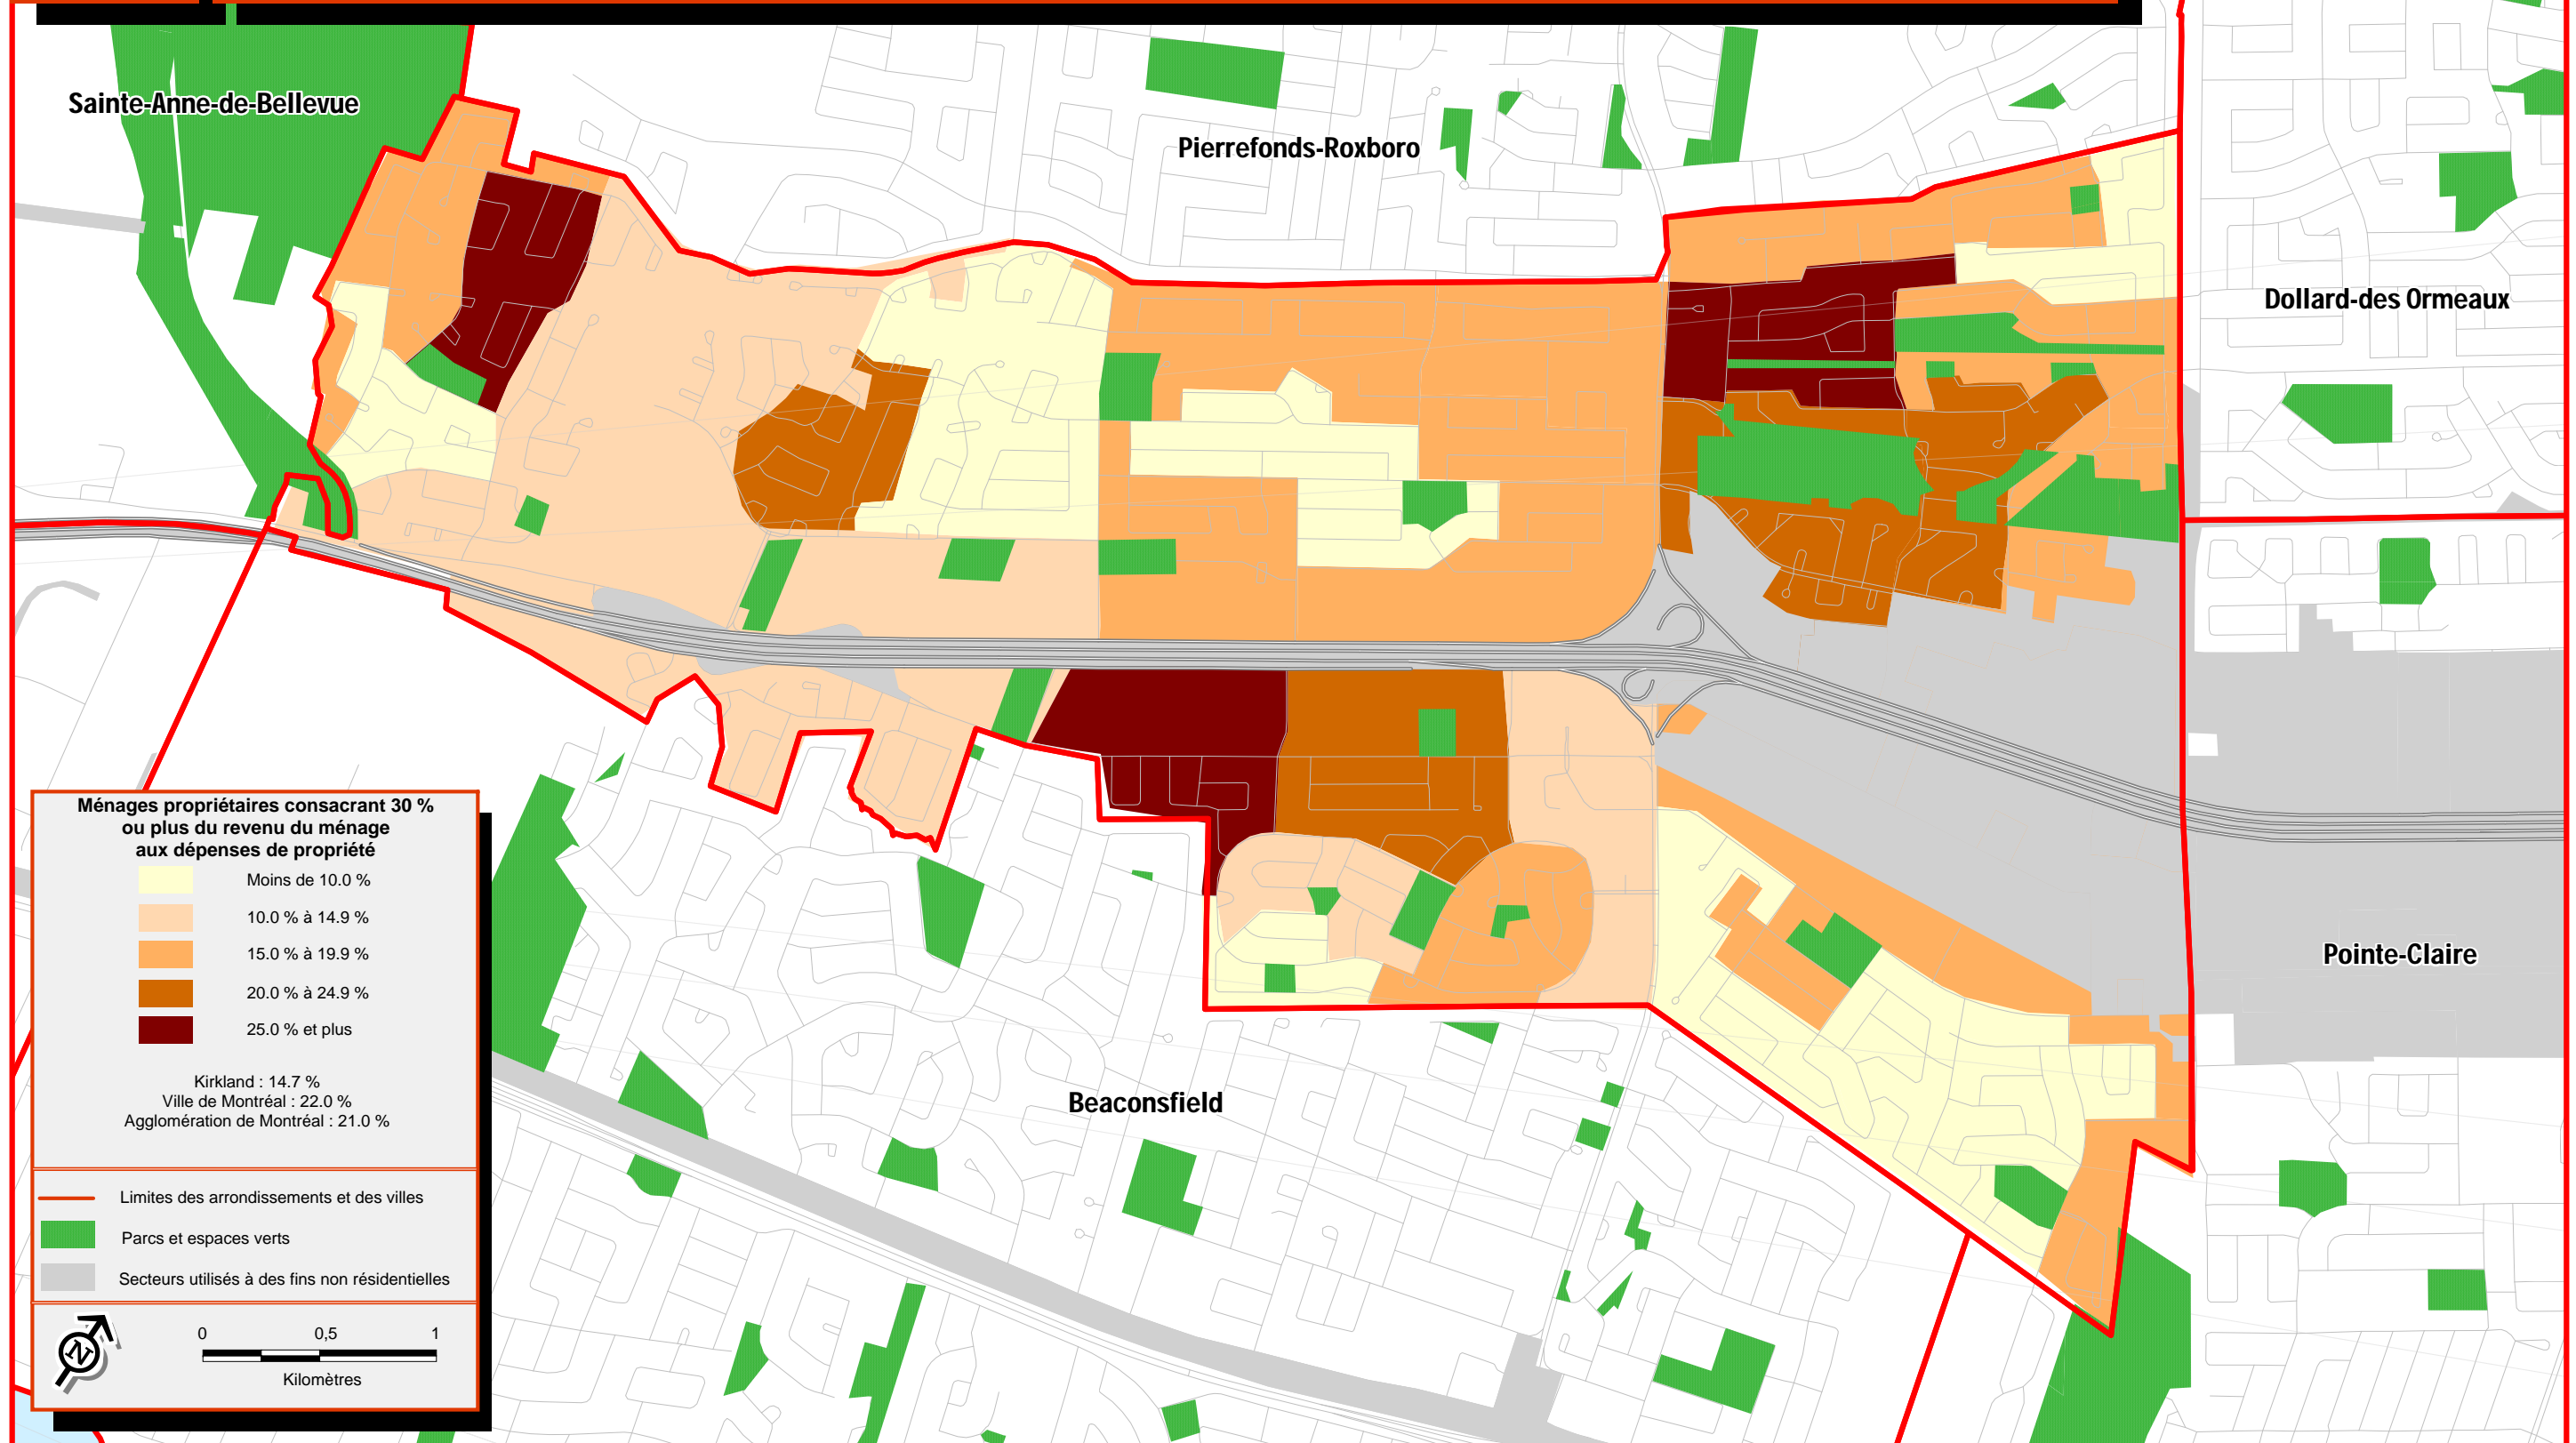 Sainte-Anne-de-Bellevue
Pierrefonds-Roxboro
Dollard-des Ormeaux
Pointe-Claire
Beaconsfield
Ménages propriétaires consacrant 30 %
ou plus du revenu du ménage
aux dépenses de propriété
Moins de 10.0 %
10.0 % à 14.9 %
15.0 % à 19.9 %
20.0 % à 24.9 %
25.0 % et plus
Kirkland : 14.7 %
Ville de Montréal : 22.0 %
Agglomération de Montréal : 21.0 %
Limites des arrondissements et des villes
Parcs et espaces verts
Secteurs utilisés à des fins non résidentielles
N
0 0,5 1
Kilomètres